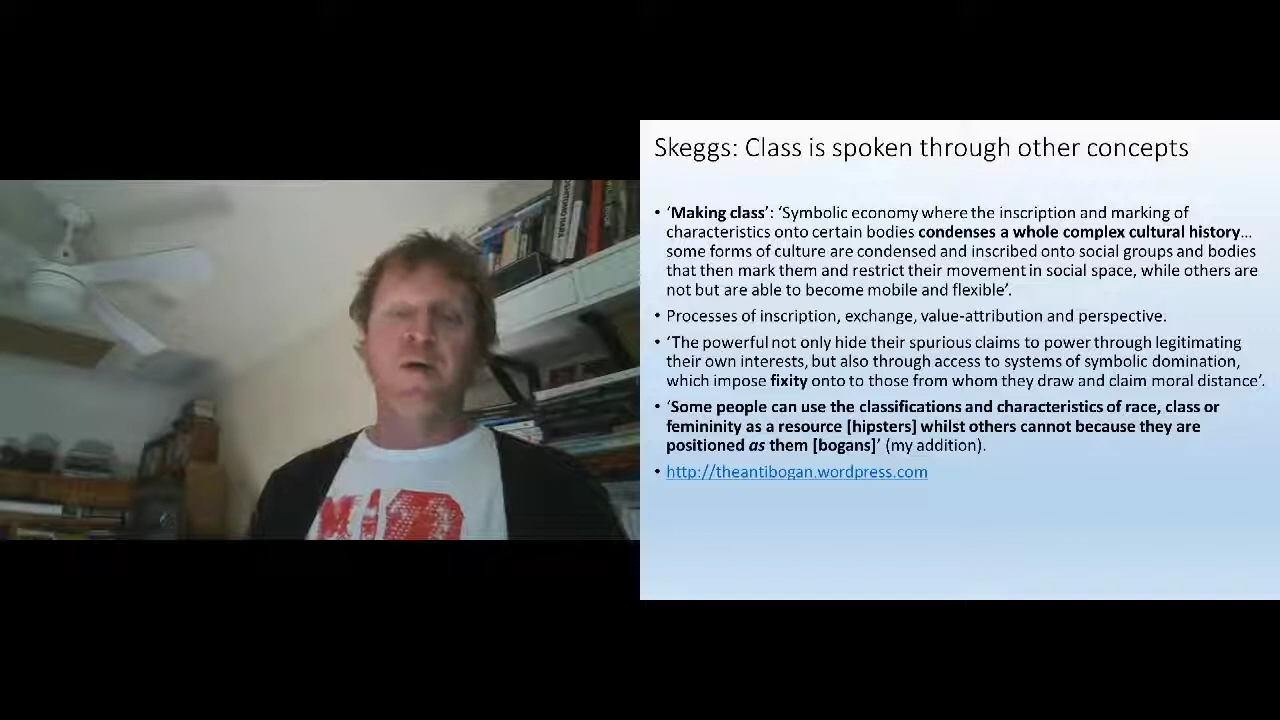 Skeggs: Class is spoken through other concepts
• ‘Making class’: ‘Symbolic economy where the inscription and marking of
characteristics onto certain bodies condenses a whole complex cultural history…
some forms of culture are condensed and inscribed onto social groups and bodies
that then mark them and restrict their movement in social space, while others are
not but are able to become mobile and flexible’.
• Processes of inscription, exchange, value-attribution and perspective.
• ‘The powerful not only hide their spurious claims to power through legitimating
their own interests, but also through access to systems of symbolic domination,
which impose fixity onto to those from whom they draw and claim moral distance’.
• ‘Some people can use the classifications and characteristics of race, class or
femininity as a resource [hipsters] whilst others cannot because they are
positioned as them [bogans]’ (my addition).
• http://theantibogan.wordpress.com